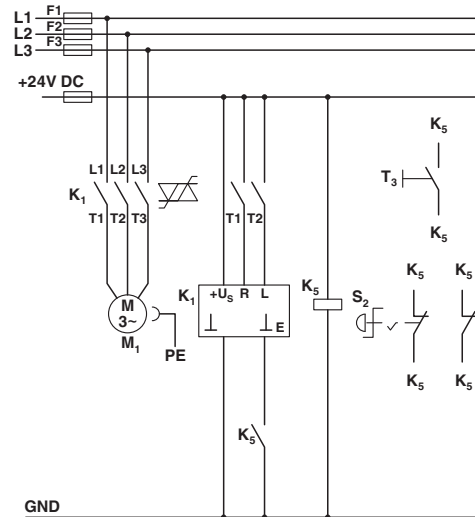 L1 F1
L2 F2
L3 F3
+24V DC
K5
L1 L2 L3
K1
T3
T1 T2 T3
T1 T2
K5
K1
+US R L
K5
S2
K5 K5
M
3~
E
M1
PE
K5 K5
K5
GND